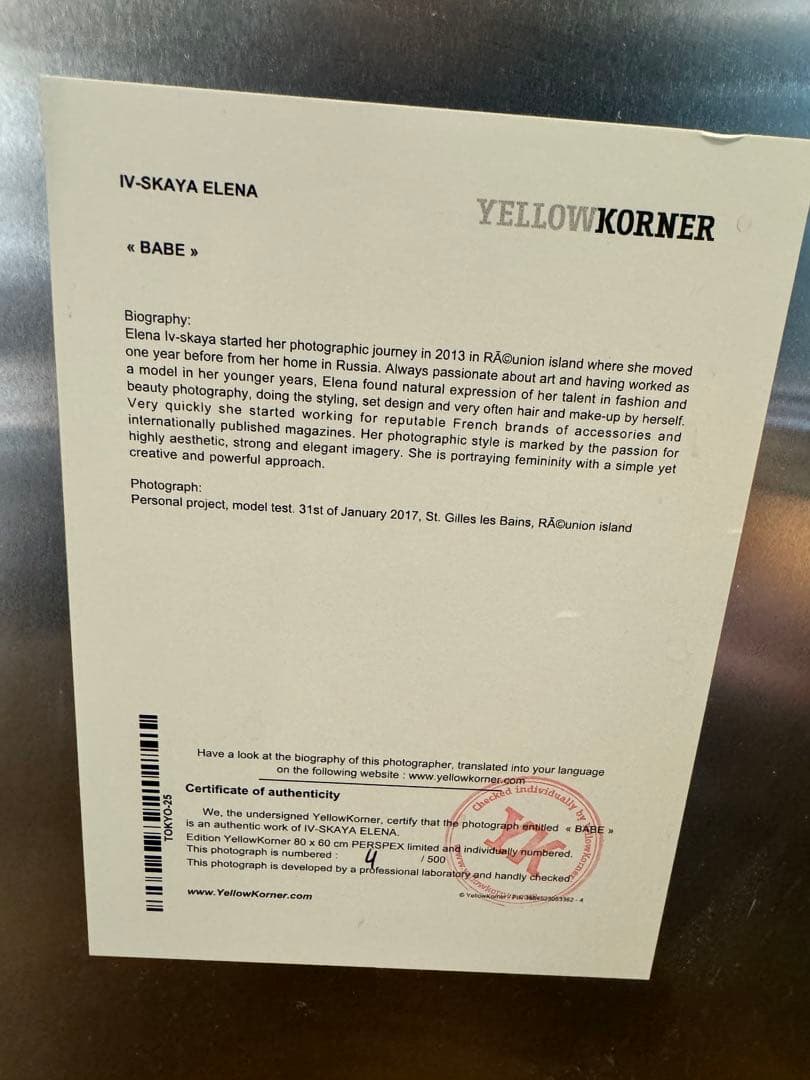 IV-SKAYA ELENA
YELLOWKORNER
« BABE »
Biography:
Elena Iv-skaya started her photographic journey in 2013 in RÃ©union island where she moved
one year before from her home in Russia. Always passionate about art and having worked as
a model in her younger years, Elena found natural expression of her talent in fashion and
beauty photography, doing the styling, set design and very often hair and make-up by herself.
Very quickly she started working for reputable French brands of accessories and
internationally published magazines. Her photographic style is marked by the passion for
highly aesthetic, strong and elegant imagery. She is portraying femininity with a simple yet
creative and powerful approach.
Photograph:
Personal project, model test. 31st of January 2017, St. Gilles les Bains, RÃ©union island
Have a look at the biography of this photographer, translated into your language
on the following website : www.yellowkorner.com
Certificate of authenticity
We, the undersigned YellowKorner, certify that the photograph entitled « BABE »
is an authentic work of IV-SKAYA ELENA.
Edition YellowKorner 80 x 60 cm PERSPEX limited and individually numbered.
This photograph is numbered : 4 / 500
This photograph is developed by a professional laboratory and handly checked.
www.YellowKorner.com
© YellowKorner /
TOKYO-25
Checked individually by YellowKorner
YK